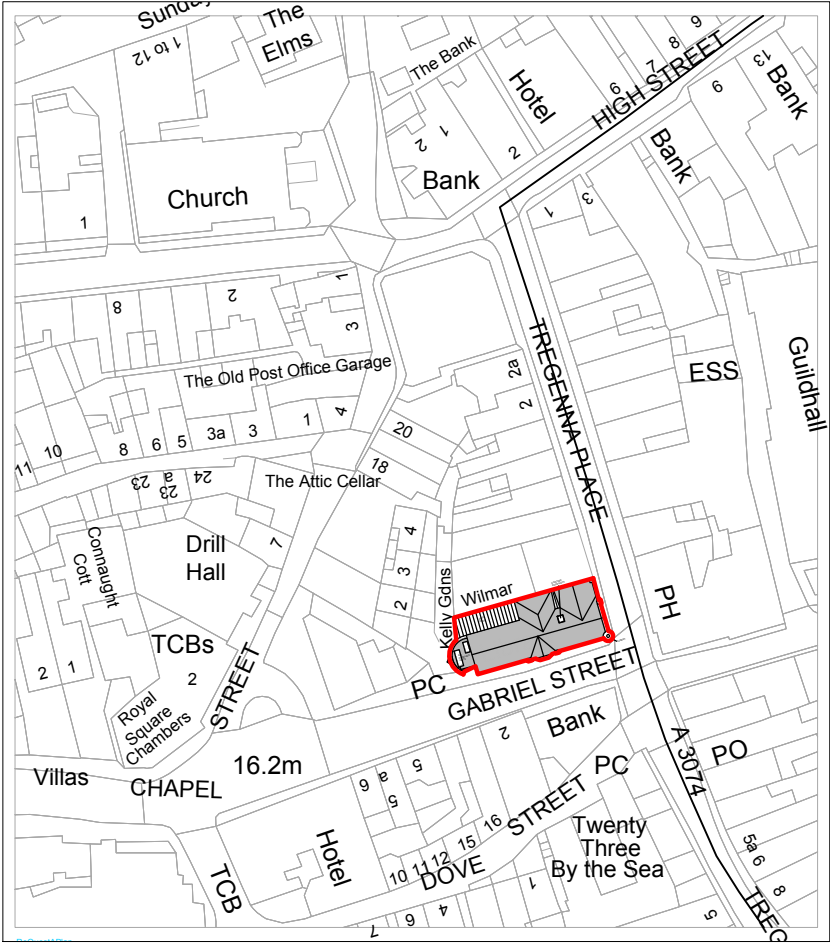 Sunday
1 to 12
The
Elms
The Bank
Hotel
HIGH STREET
6
7
8
9
6
13
Bank
Bank
2
1
2
Bank
Church
1
1
3
8
2
1
3
The Old Post Office Garage
2a
2
TREGENNA PLACE
ESS
Guildhall
11
10
8
6
5
3a
3
1
4
20
18
23
23 a
24
The Attic Cellar
Connaught
Cott
Drill
Hall
7
4
3
2
Kelly Gdns
Wilmar
PH
TCBs
2
2
1
Royal
Square
Chambers
STREET
PC
GABRIEL STREET
Bank
2
A 3074
PO
PC
16.2m
Villas
CHAPEL
6
5 a
5
Hotel
TCB
10
11
12
15
16
DOVE
STREET
Twenty
Three
By the Sea
1
4
6
7
5a
6
8
5
TREG